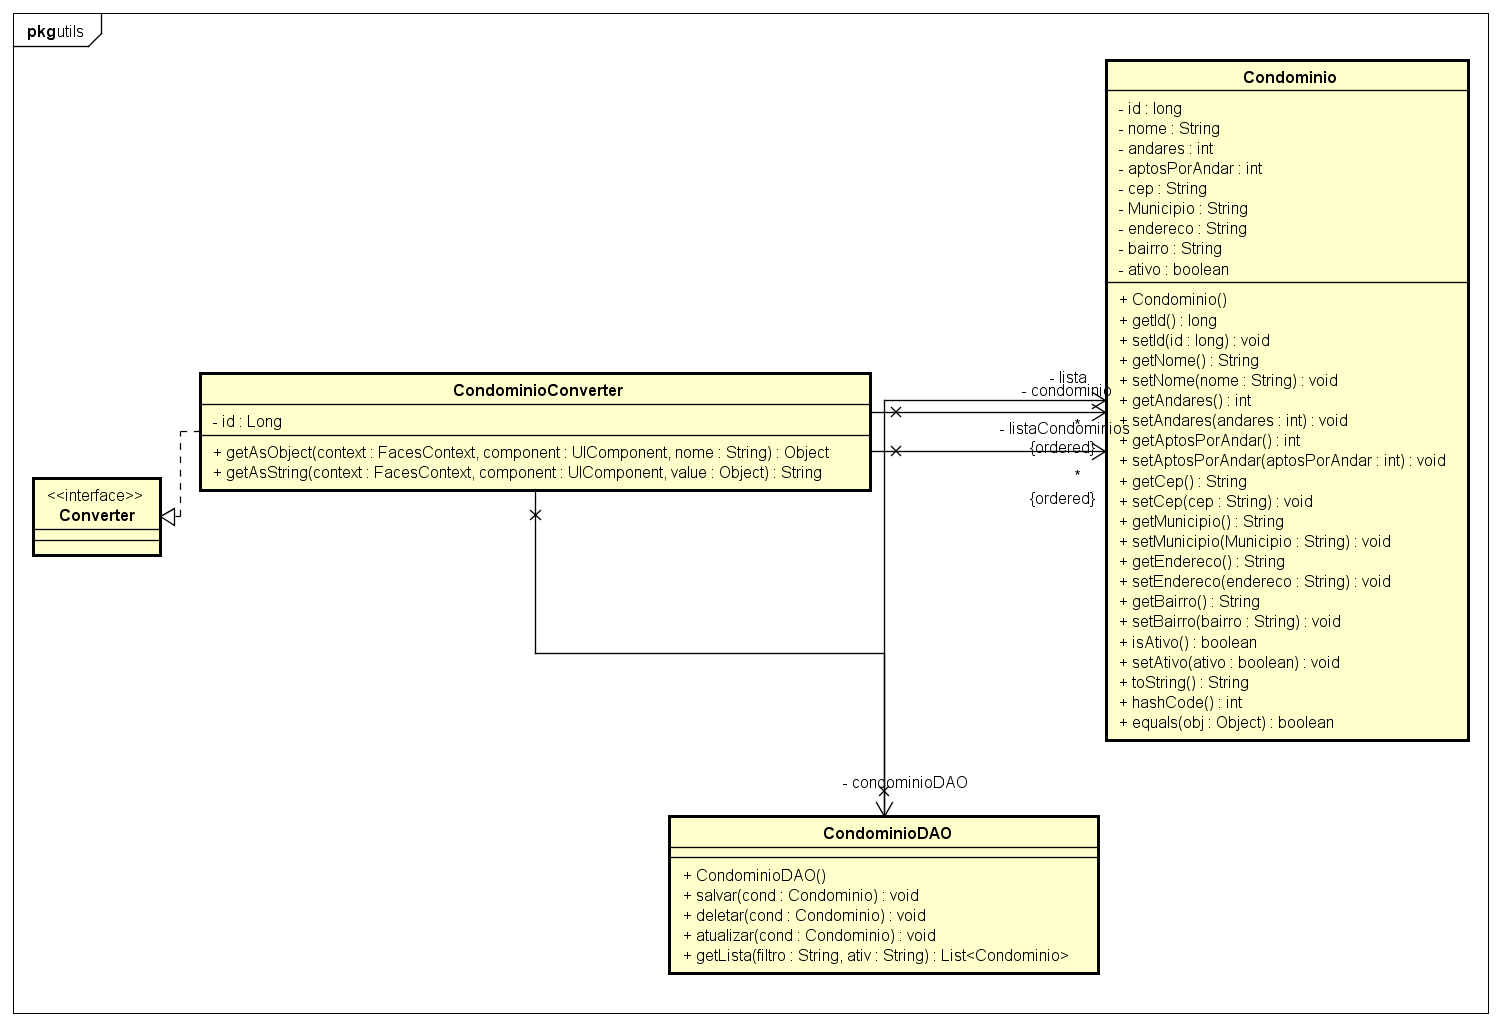 pkg utils
Condominio
- id : long
- nome : String
- andares : int
- aptosPorAndar : int
- cep : String
- Municipio : String
- endereco : String
- bairro : String
- ativo : boolean
+ Condominio()
+ getId() : long
+ setId(id : long) : void
+ getNome() : String
+ setNome(nome : String) : void
+ getAndares() : int
+ setAndares(andares : int) : void
+ getAptosPorAndar() : int
+ setAptosPorAndar(aptosPorAndar : int) : void
+ getCep() : String
+ setCep(cep : String) : void
+ getMunicipio() : String
+ setMunicipio(Municipio : String) : void
+ getEndereco() : String
+ setEndereco(endereco : String) : void
+ getBairro() : String
+ setBairro(bairro : String) : void
+ isAtivo() : boolean
+ setAtivo(ativo : boolean) : void
+ toString() : String
+ hashCode() : int
+ equals(obj : Object) : boolean
CondominioConverter
- id : Long
+ getAsObject(context : FacesContext, component : UIComponent, nome : String) : Object
+ getAsString(context : FacesContext, component : UIComponent, value : Object) : String
- lista
- condominio
*
- listaCondominios
{ordered}
*
{ordered}
<<interface>>
Converter
- condominioDAO
CondominioDAO
+ CondominioDAO()
+ salvar(cond : Condominio) : void
+ deletar(cond : Condominio) : void
+ atualizar(cond : Condominio) : void
+ getLista(filtro : String, ativ : String) : List<Condominio>